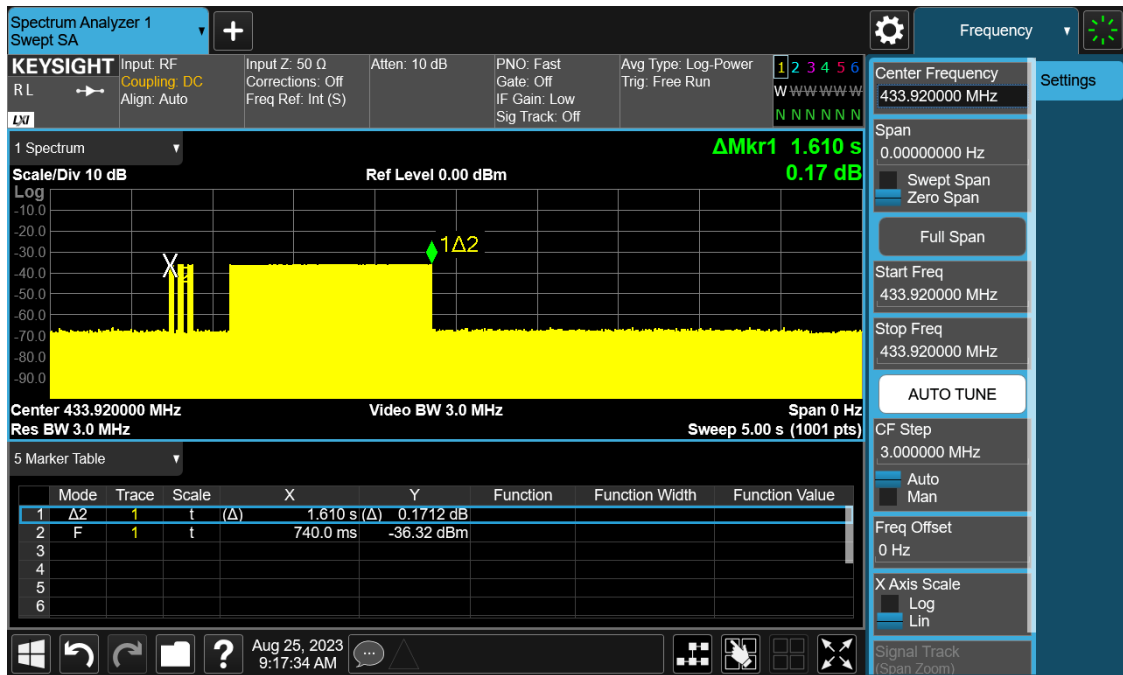 Spectrum Analyzer 1
Swept SA
Frequency
KEYSIGHT
R L
LXI
Input: RF
Coupling: DC
Align: Auto
Input Z: 50 Ω
Corrections: Off
Freq Ref: Int (S)
Atten: 10 dB
PNO: Fast
Gate: Off
IF Gain: Low
Sig Track: Off
Avg Type: Log-Power
Trig: Free Run
1 2 3 4 5 6
W W W W W W
N N N N N N
1 Spectrum
ΔMkr1 1.610 s
0.17 dB
Scale/Div 10 dB
Ref Level 0.00 dBm
Log
-10.0
-20.0
-30.0
-40.0
-50.0
-60.0
-70.0
-80.0
-90.0
1Δ2
Center 433.920000 MHz
Video BW 3.0 MHz
Span 0 Hz
Res BW 3.0 MHz
Sweep 5.00 s (1001 pts)
5 Marker Table
Mode Trace Scale X Y Function Function Width Function Value
1 Δ2 1 t (Δ) 1.610 s (Δ) 0.1712 dB
2 F 1 t 740.0 ms -36.32 dBm
3
4
5
6
Aug 25, 2023
9:17:34 AM
Center Frequency
433.920000 MHz
Span
0.00000000 Hz
Swept Span
Zero Span
Full Span
Start Freq
433.920000 MHz
Stop Freq
433.920000 MHz
AUTO TUNE
CF Step
3.000000 MHz
Auto
Man
Freq Offset
0 Hz
X Axis Scale
Log
Lin
Signal Track
(Span Zoom)
Settings